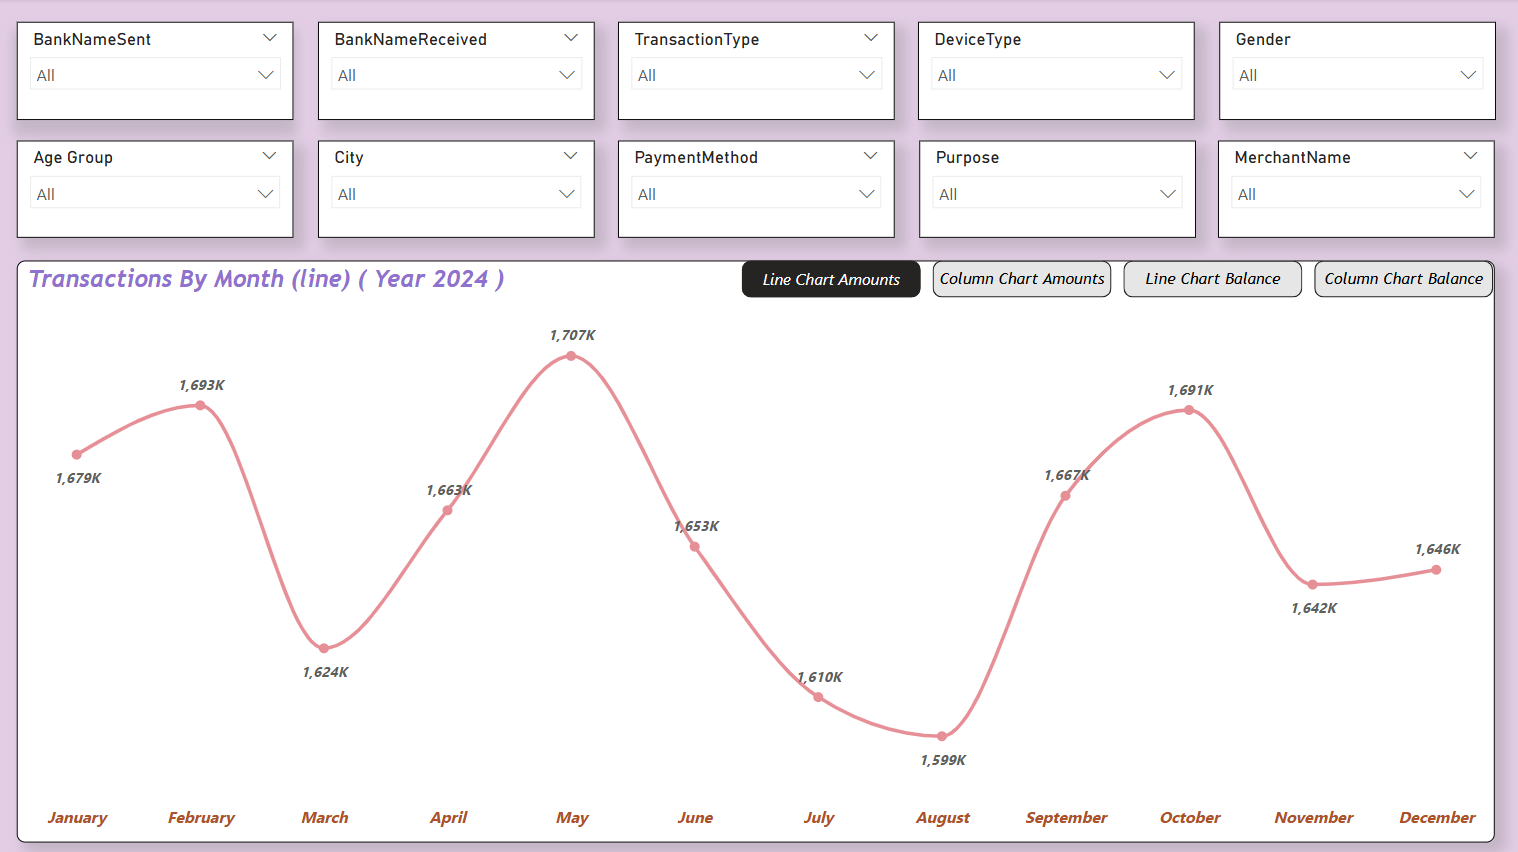 BankNameSent
All
BankNameReceived
All
TransactionType
All
DeviceType
All
Gender
All
Age Group
All
City
All
PaymentMethod
All
Purpose
All
MerchantName
All
Transactions By Month (line) ( Year 2024 )
Line Chart Amounts
Column Chart Amounts
Line Chart Balance
Column Chart Balance
1,679K
1,693K
1,624K
1,663K
1,707K
1,653K
1,610K
1,599K
1,667K
1,691K
1,642K
1,646K
January
February
March
April
May
June
July
August
September
October
November
December